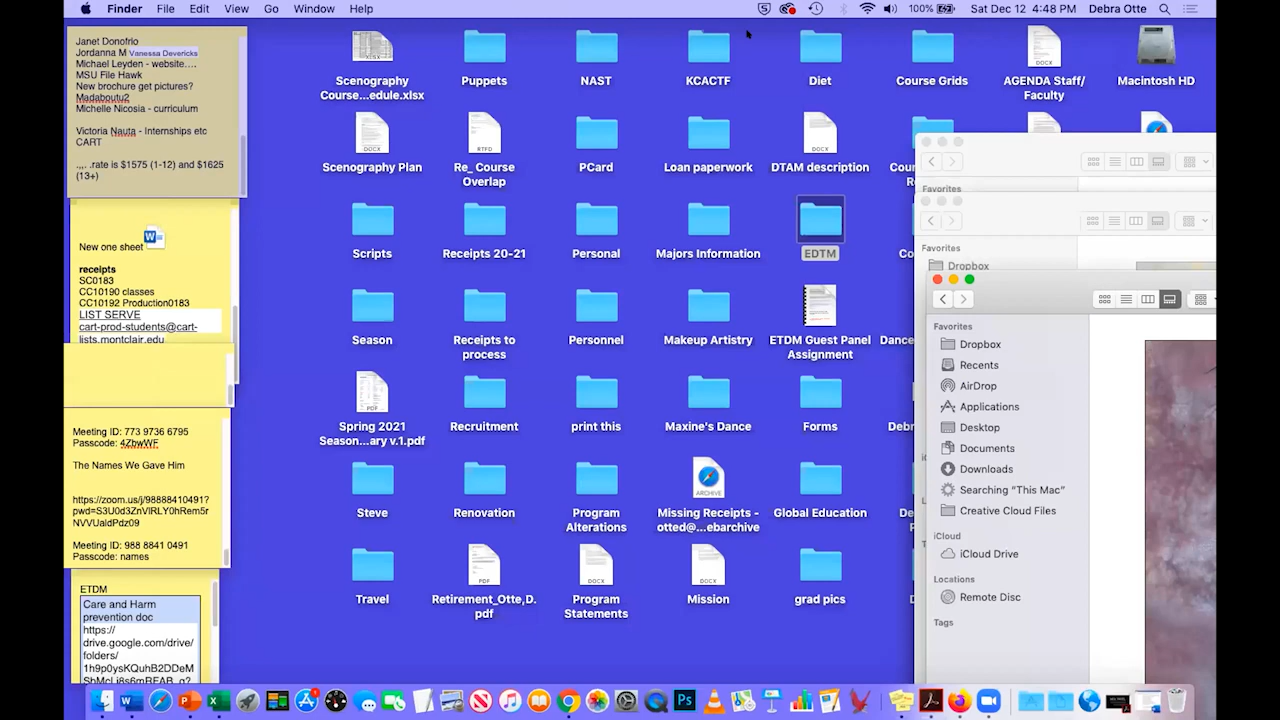 Finder File Edit View Go Window Help 100% Sat Dec 12 4:48 PM Debra Otte
Janet Donofrio
Jordanna M Vanessa Devericks
Michael Leyden - website....
MSU File Hawk
New brochure get pictures?
Madaboutu2
Michelle Nicosia - curriculum
Victoria Nauta - Internships etc
CART
.,,. .rate is $1575 (1-12) and $1625
(13+)
New one sheet
receipts
SC0183
CC10190 classes
CC10192 Production0183
LIST SERVE
cart-prod-students@cart-
lists.montclair.edu
Meeting ID: 773 9736 6795
Passcode: 4ZbwWF
The Names We Gave Him
https://zoom.us/j/98888410491?
pwd=S3U0d3ZnVlRLY0hRem5r
NVVUaldPdz09
Meeting ID: 988 8841 0491
Passcode: names
ETDM
Care and Harm
prevention doc
https://
drive.google.com/drive/
folders/
1h9p0ysKQuhB2DDeM
Scenography
Course...edule.xlsx
Puppets
NAST
KCACTF
Diet
Course Grids
AGENDA Staff/
Faculty
Macintosh HD
Scenography Plan
Re_ Course
Overlap
PCard
Loan paperwork
DTAM description
Scripts
Receipts 20-21
Personal
Majors Information
EDTM
Season
Receipts to
process
Personnel
Makeup Artistry
ETDM Guest Panel
Assignment
Spring 2021
Season...ary v.1.pdf
Recruitment
print this
Maxine's Dance
Forms
Steve
Renovation
Program
Alterations
ARCHIVE
Missing Receipts -
otted@...ebarchive
Global Education
Travel
Retirement_Otte,D.
pdf
Program
Statements
Mission
grad pics
Favorites
Favorites
Dropbox
Favorites
Dropbox
Recents
AirDrop
Applications
Desktop
Documents
Downloads
Searching “This Mac”
Creative Cloud Files
iCloud
iCloud Drive
Locations
Remote Disc
Tags